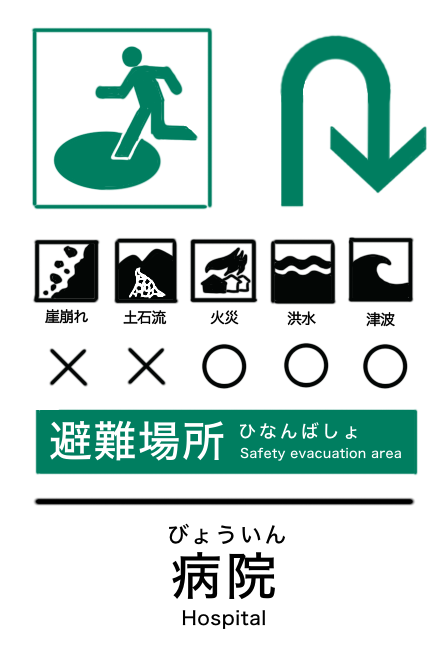 崖崩れ 土石流 火災 洪水 津波
× × ○ ○ ○
避難場所 ひなんばしょ
Safety evacuation area
びょういん
病院
Hospital